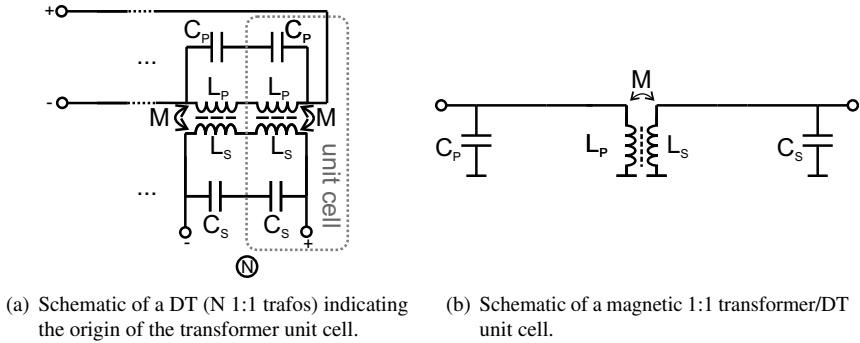 +
C_P C_P
...
L_P L_P
-
M M
L_S L_S
unit cell
...
C_S C_S
- +
N
M
C_P L_P L_S C_S
(a) Schematic of a DT (N 1:1 trafos) indicating
the origin of the transformer unit cell.
(b) Schematic of a magnetic 1:1 transformer/DT
unit cell.